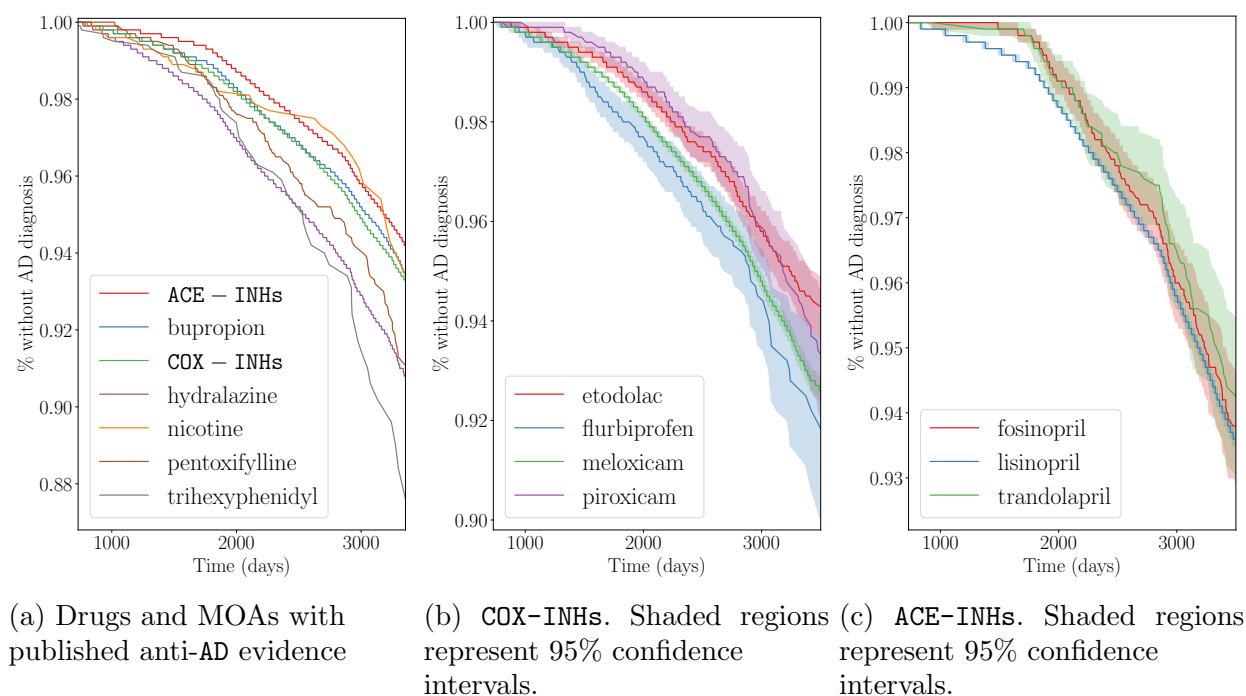 1.00
0.98
0.96
0.94
0.92
0.90
0.88
% without AD diagnosis
ACE − INHs
bupropion
COX − INHs
hydralazine
nicotine
pentoxifylline
trihexyphenidyl
1000 2000 3000
Time (days)
1.00
0.98
0.96
0.94
0.92
0.90
% without AD diagnosis
etodolac
flurbiprofen
meloxicam
piroxicam
1000 2000 3000
Time (days)
1.00
0.99
0.98
0.97
0.96
0.95
0.94
0.93
% without AD diagnosis
fosinopril
lisinopril
trandolapril
1000 2000 3000
Time (days)
(a) Drugs and MOAs with
published anti-AD evidence
(b) COX-INHs. Shaded regions
represent 95% confidence
intervals.
(c) ACE-INHs. Shaded regions
represent 95% confidence
intervals.